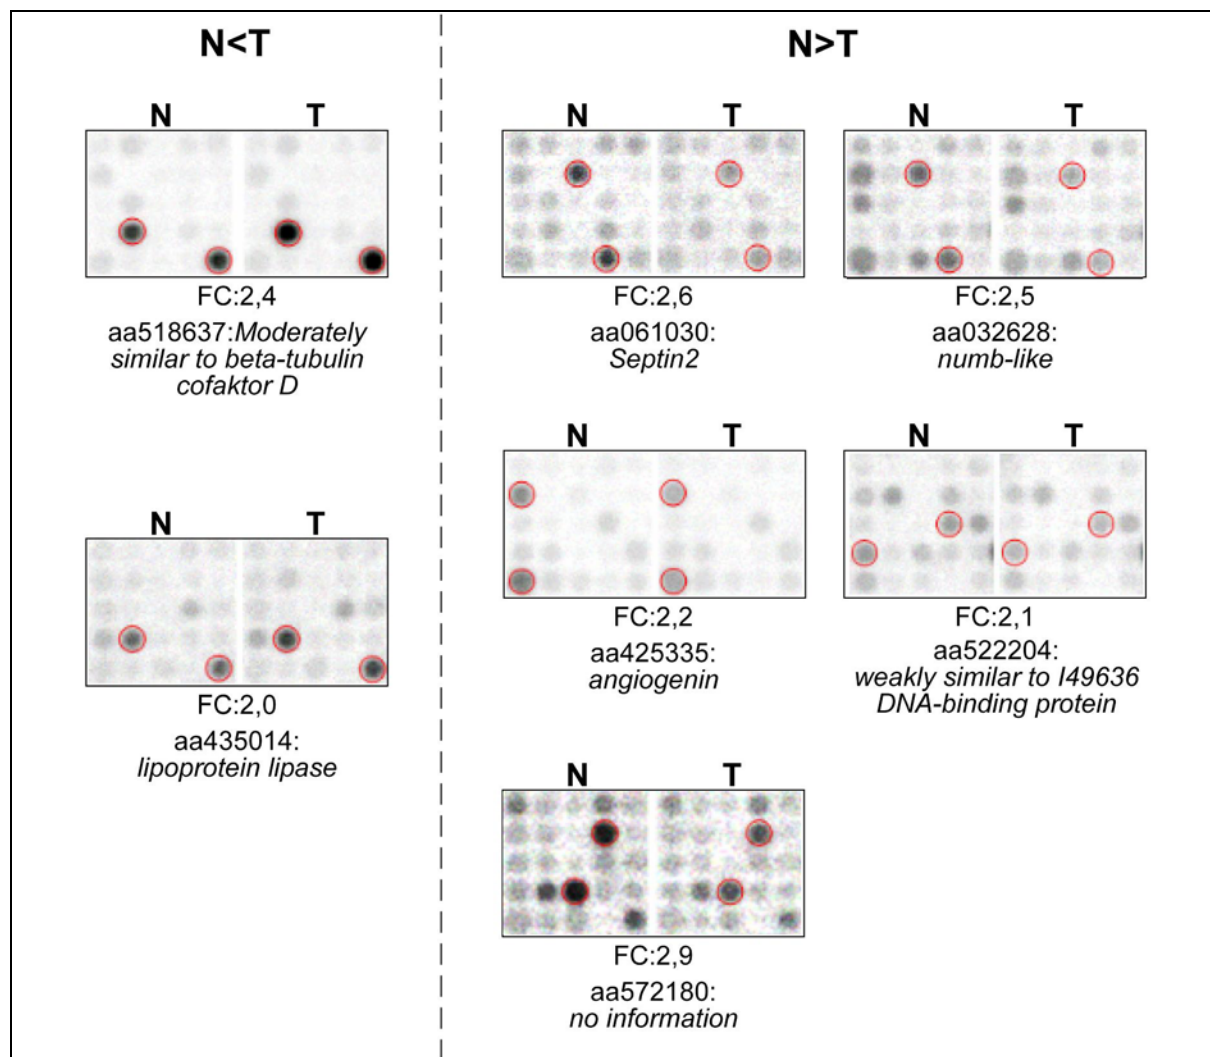 N<T
N T
FC:2,4
aa518637:Moderately
similar to beta-tubulin
cofaktor D
N T
FC:2,0
aa435014:
lipoprotein lipase
N>T
N T
FC:2,6
aa061030:
Septin2
N T
FC:2,5
aa032628:
numb-like
N T
FC:2,2
aa425335:
angiogenin
N T
FC:2,1
aa522204:
weakly similar to I49636
DNA-binding protein
N T
FC:2,9
aa572180:
no information